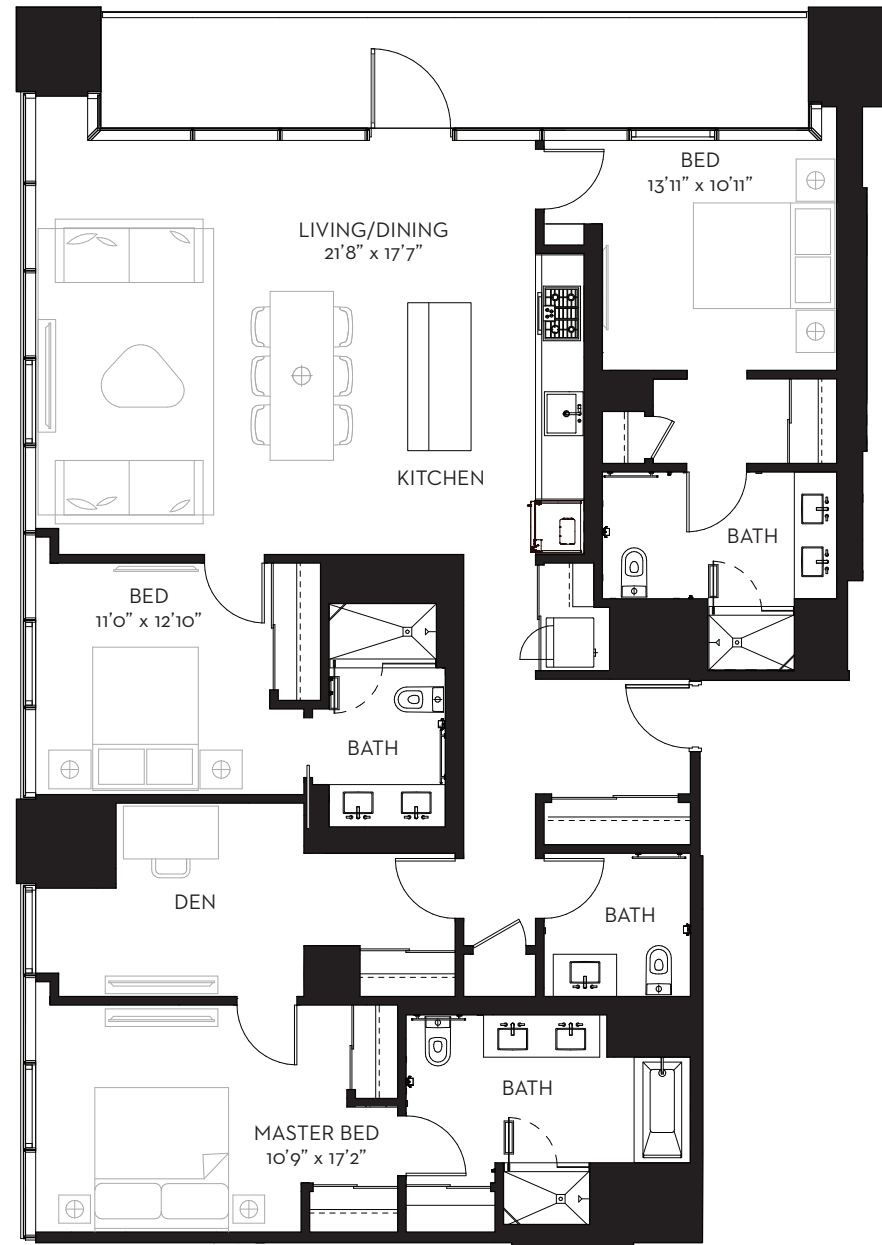 BED
13'11" x 10'11"
LIVING/DINING
21'8" x 17'7"
KITCHEN
BATH
BED
11'0" x 12'10"
BATH
DEN
BATH
BATH
MASTER BED
10'9" x 17'2"